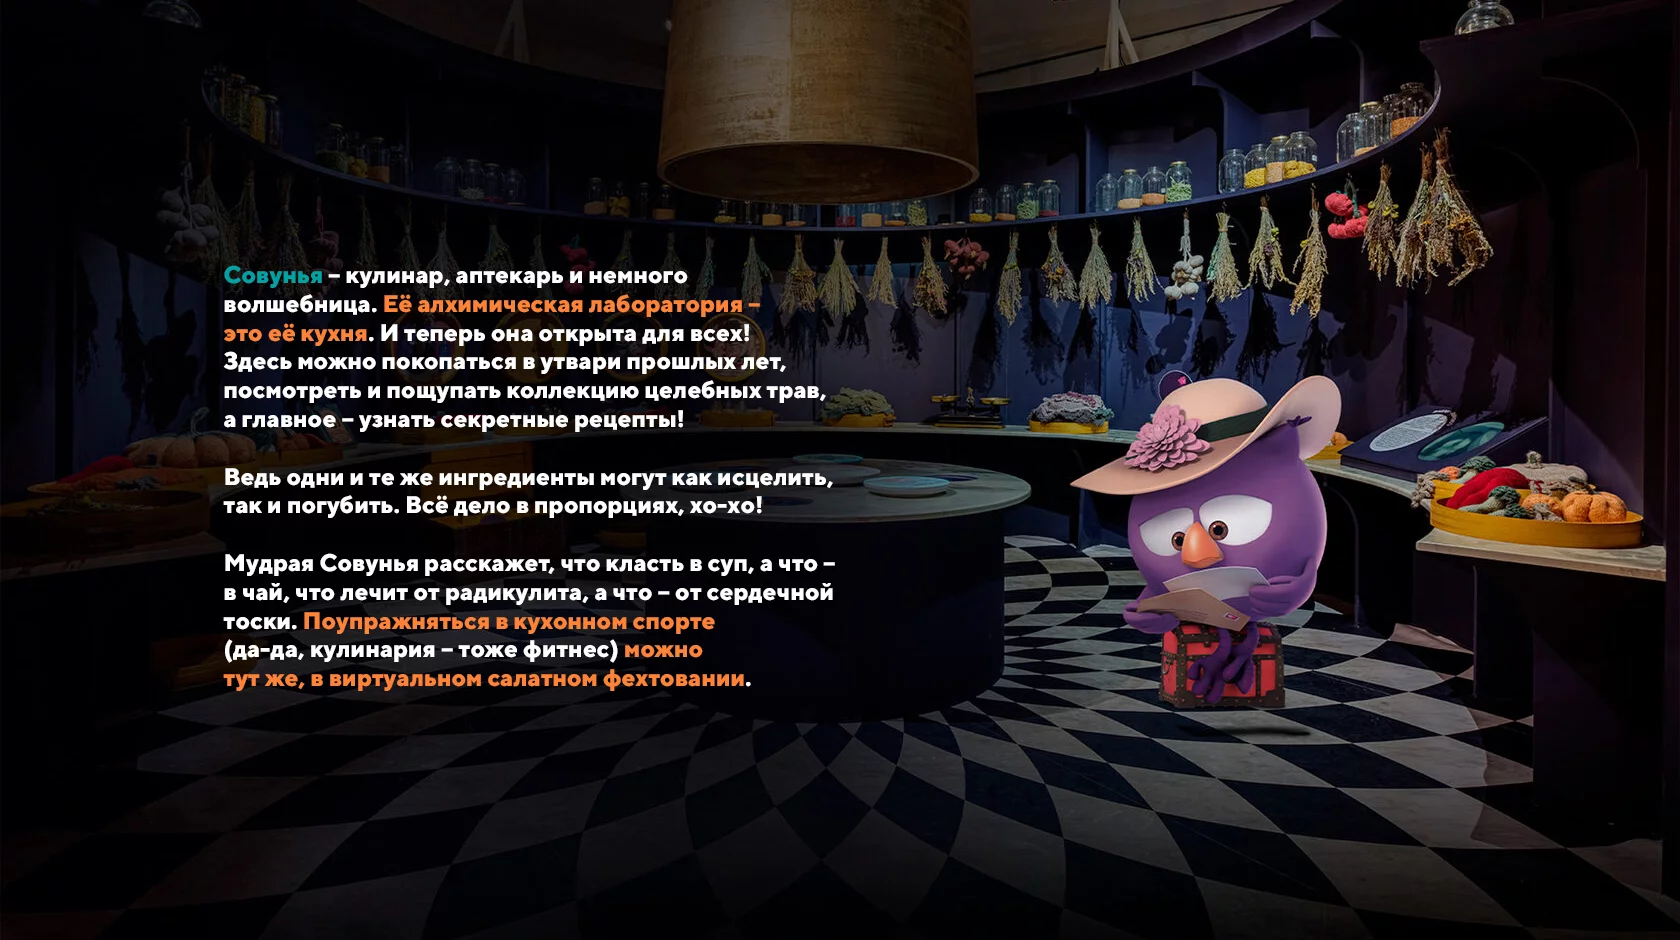 Совунья – кулинар, аптекарь и немного
волшебница. Её алхимическая лаборатория –
это её кухня. И теперь она открыта для всех!
Здесь можно покопаться в утвари прошлых лет,
посмотреть и пощупать коллекцию целебных трав,
а главное – узнать секретные рецепты!
Ведь одни и те же ингредиенты могут как исцелить,
так и погубить. Всё дело в пропорциях, хо-хо!
Мудрая Совунья расскажет, что класть в суп, а что –
в чай, что лечит от радикулита, а что – от сердечной
тоски. Поупражняться в кухонном спорте
(да-да, кулинария – тоже фитнес) можно
тут же, в виртуальном салатном фехтовании.